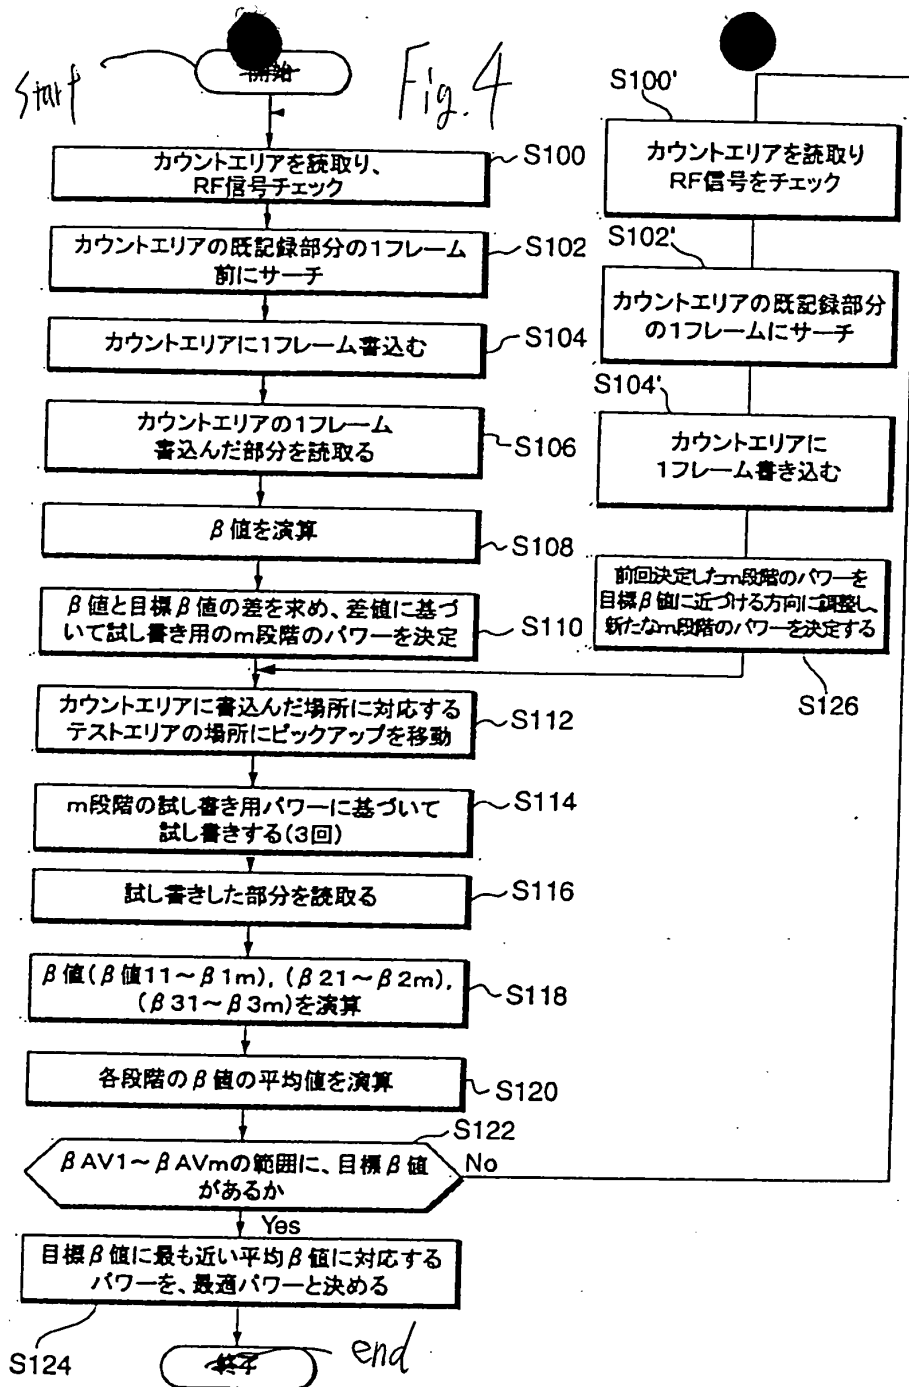 Start
開始
Fig. 4
カウントエリアを読取り、
RF信号チェック
S100
カウントエリアの既記録部分の1フレーム
前にサーチ
S102
カウントエリアに1フレーム書込む
S104
カウントエリアの1フレーム
書込んだ部分を読取る
S106
β値を演算
S108
β値と目標β値の差を求め、差値に基づ
いて試し書き用のm段階のパワーを決定
S110
カウントエリアに書込んだ場所に対応する
テストエリアの場所にピックアップを移動
S112
m段階の試し書き用パワーに基づいて
試し書きする(3回)
S114
試し書きした部分を読取る
S116
β値(β値11~β1m), (β21~β2m),
(β31~β3m)を演算
S118
各段階のβ値の平均値を演算
S120
S122
βAV1~βAVmの範囲に、目標β値
があるか
No
Yes
目標β値に最も近い平均β値に対応する
パワーを、最適パワーと決める
S124
終了
end
S100'
カウントエリアを読取り
RF信号をチェック
S102'
カウントエリアの既記録部分
の1フレームにサーチ
S104'
カウントエリアに
1フレーム書き込む
前回決定したm段階のパワーを
目標β値に近づける方向に調整し、
新たなm段階のパワーを決定する
S126